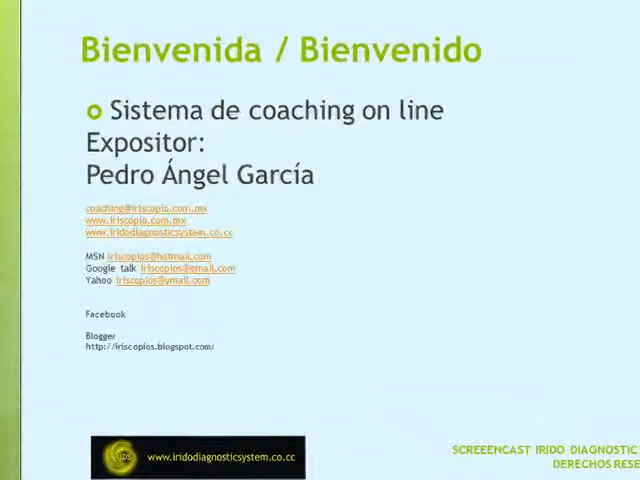 Bienvenida / Bienvenido
Sistema de coaching on line
Expositor:
Pedro Ángel García
coaching@iriscopio.com.mx
www.iriscopio.com.mx
www.iridodiagnosticsystem.co.cc
MSN iriscopios@hotmail.com
Google talk iriscopios@gmail.com
Yahoo iriscopios@ymail.com
Facebook
Blogger
http://iriscopios.blogspot.com/
IDS www.iridodiagnosticsystem.co.cc
SCREEENCAST IRIDO DIAGNOSTIC
DERECHOS RESE